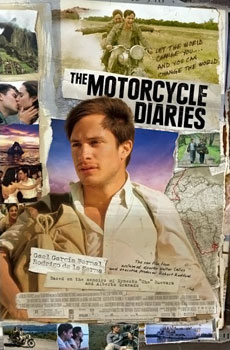 LET THE WORLD
CHANGE YOU...
AND YOU CAN
CHANGE THE WORLD
THE MOTORCYCLE
DIARIES
Gael García Bernal
Rodrigo de la Serna
Based on the memoirs of Ernesto "Che" Guevara
and Alberto Granado